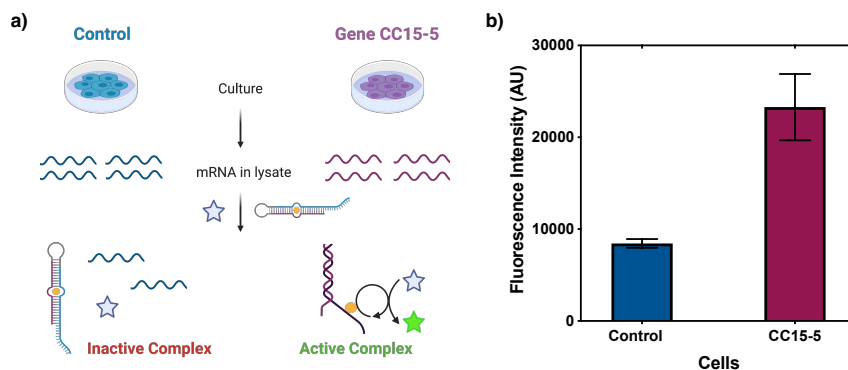 a)
Control
Gene CC15-5
Culture
mRNA in lysate
Inactive Complex
Active Complex
b)
Fluorescence Intensity (AU)
30000
20000
10000
0
Control
CC15-5
Cells